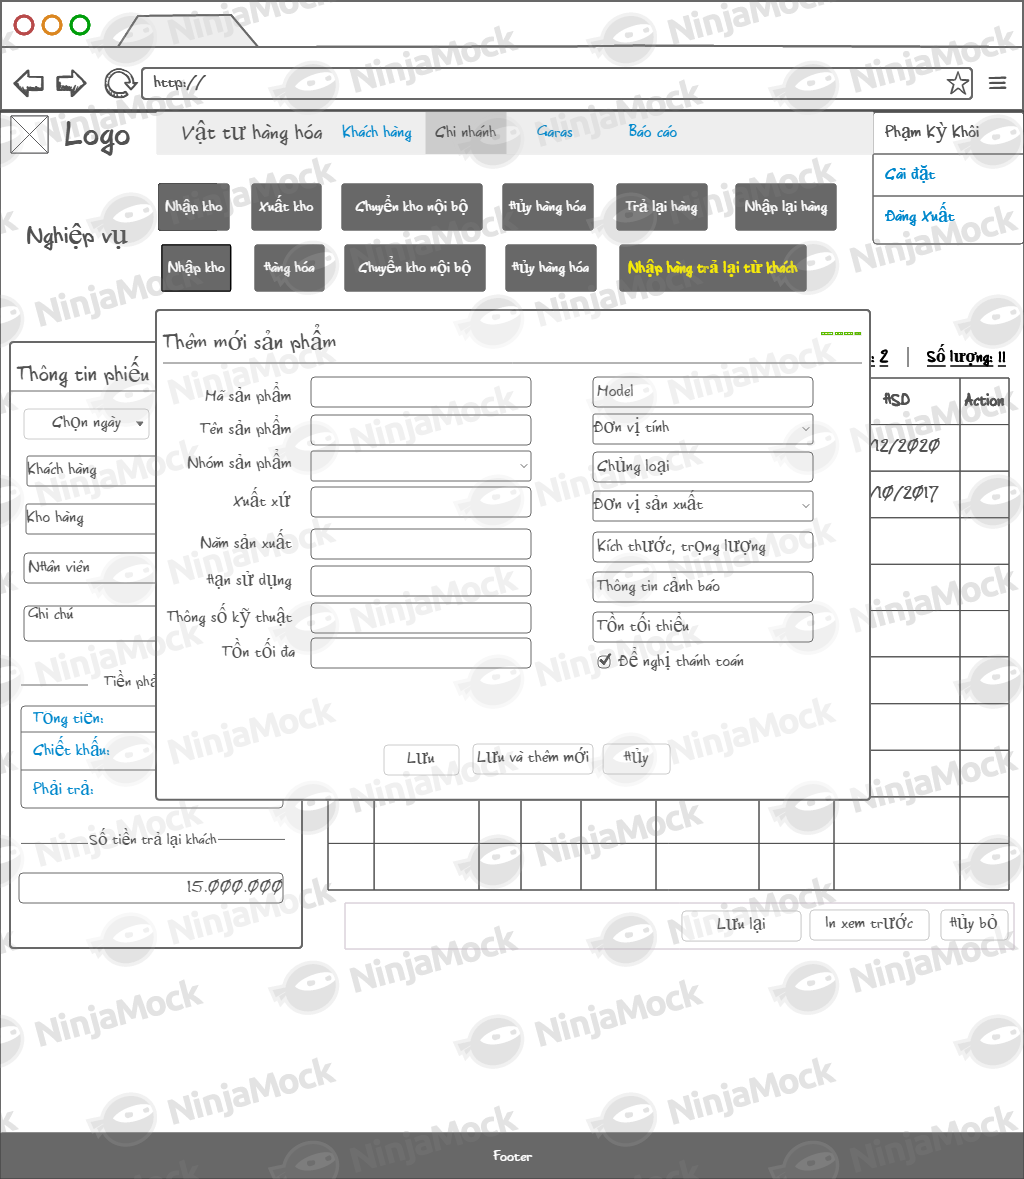 http://
Logo
Vật tư hàng hóa
Khách hàng
Chi nhánh
Garas
Báo cáo
Phạm Kỳ Khôi
Cài đặt
Đăng Xuất
Nghiệp vụ
Nhập kho
Xuất kho
Chuyển kho nội bộ
Hủy hàng hóa
Trả lại hàng
Nhập lại hàng
Nhập kho
Hàng hóa
Chuyển kho nội bộ
Hủy hàng hóa
Nhập hàng trả lại từ khách
Thêm mới sản phẩm
: 2 | Số lượng: 11
Thông tin phiếu
Chọn ngày
Khách hàng
Kho hàng
Nhân viên
Ghi chú
Tiền phả
Tổng tiền:
Chiết khấu:
Phải trả:
Số tiền trả lại khách
15.000.000
Mã sản phẩm
Tên sản phẩm
Nhóm sản phẩm
Xuất xứ
Năm sản xuất
Hạn sử dụng
Thông số kỹ thuật
Tồn tối đa
Model
Đơn vị tính
Chủng loại
Đơn vị sản xuất
Kích thước, trọng lượng
Thông tin cảnh báo
Tồn tối thiểu
Đề nghị thánh toán
Lưu
Lưu và thêm mới
Hủy
HSD
Action
12/2020
10/2017
Lưu lại
In xem trước
Hủy bỏ
Footer
NinjaMock